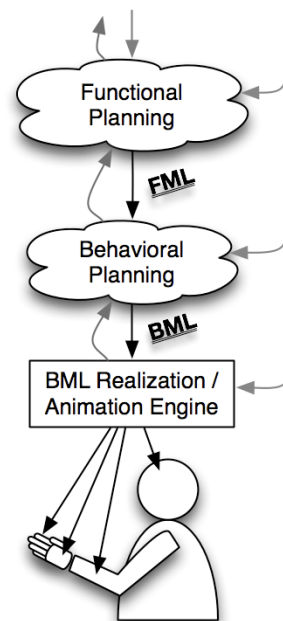 Functional
Planning
FML
Behavioral
Planning
BML
BML Realization /
Animation Engine